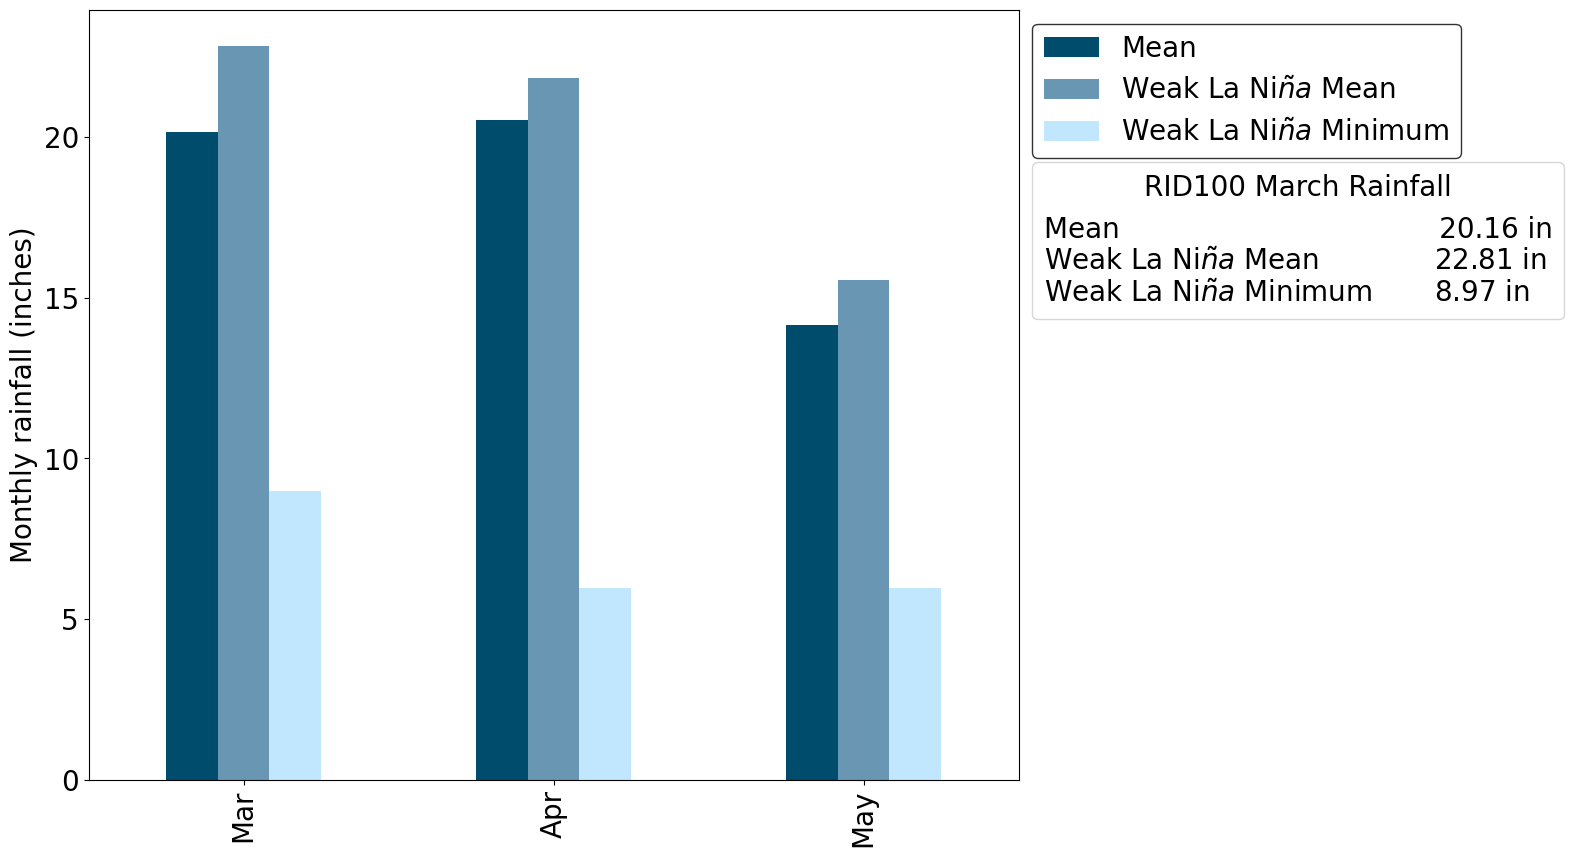 Monthly rainfall (inches)
20
15
10
5
0
Mar
Apr
May
Mean
Weak La Niña Mean
Weak La Niña Minimum
RID100 March Rainfall
Mean 20.16 in
Weak La Niña Mean 22.81 in
Weak La Niña Minimum 8.97 in